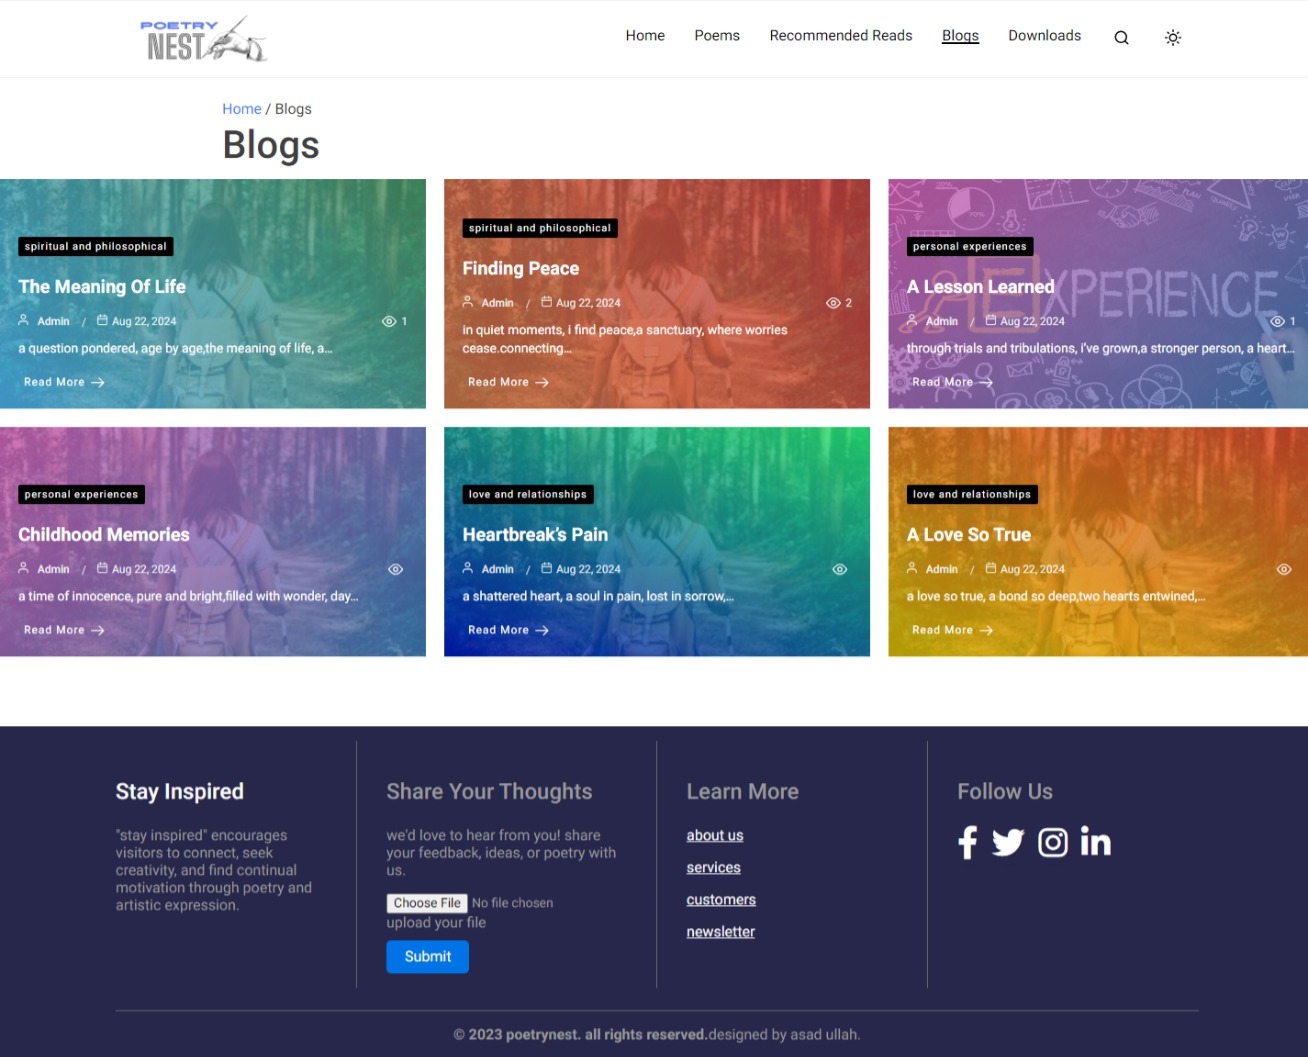 POETRY
NEST
Home Poems Recommended Reads Blogs Downloads
Home / Blogs
Blogs
spiritual and philosophical
The Meaning Of Life
Admin / Aug 22, 2024 1
a question pondered, age by age,the meaning of life, a...
Read More
spiritual and philosophical
Finding Peace
Admin / Aug 22, 2024 2
in quiet moments, i find peace,a sanctuary, where worries
cease.connecting...
Read More
70%
EXPERIENCE
personal experiences
A Lesson Learned
Admin / Aug 22, 2024 1
through trials and tribulations, i've grown,a stronger person, a heart...
Read More
personal experiences
Childhood Memories
Admin / Aug 22, 2024
a time of innocence, pure and bright,filled with wonder, day...
Read More
love and relationships
Heartbreak's Pain
Admin / Aug 22, 2024
a shattered heart, a soul in pain, lost in sorrow,...
Read More
love and relationships
A Love So True
Admin / Aug 22, 2024
a love so true, a bond so deep,two hearts entwined,...
Read More
Stay Inspired
"stay inspired" encourages
visitors to connect, seek
creativity, and find continual
motivation through poetry and
artistic expression.
Share Your Thoughts
we'd love to hear from you! share
your feedback, ideas, or poetry with
us.
Choose File No file chosen
upload your file
Submit
Learn More
about us
services
customers
newsletter
Follow Us
© 2023 poetrynest. all rights reserved.designed by asad ullah.